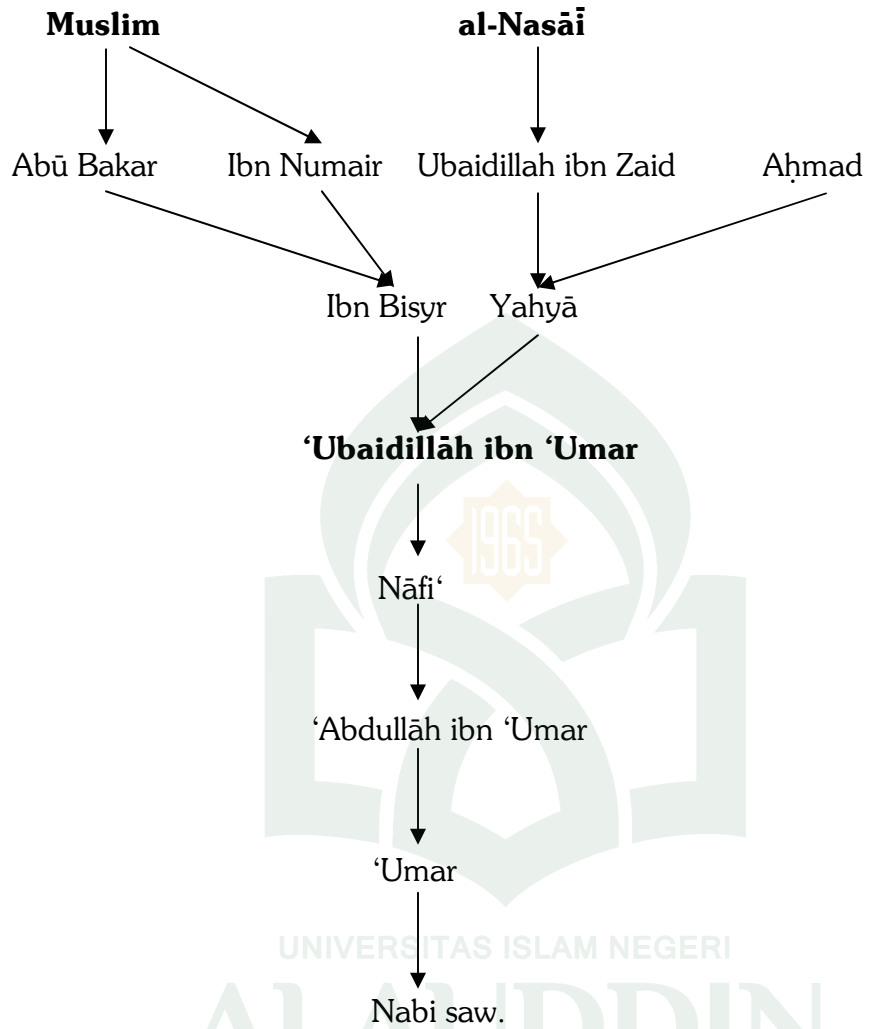 Muslim al-Nasāī
Abū Bakar Ibn Numair Ubaidillah ibn Zaid Aḥmad
Ibn Bisyr Yahyā
‘Ubaidillāh ibn ‘Umar
1965
Nāfi‘
‘Abdullāh ibn ‘Umar
‘Umar
UNIVERSITAS ISLAM NEGERI
Nabi saw.
ALAUDDIN